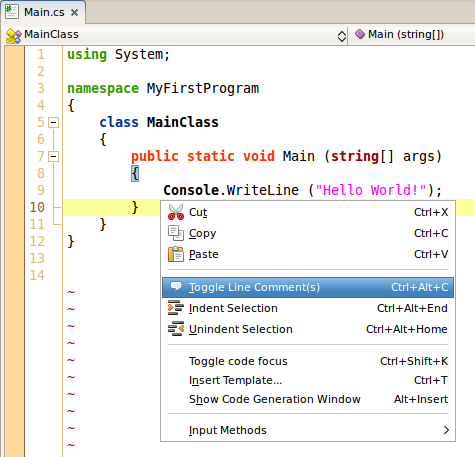 Main.cs
MainClass Main (string[])
1 using System;
2
3 namespace MyFirstProgram
4 {
5 class MainClass
6 {
7 public static void Main (string[] args)
8 {
9 Console.WriteLine ("Hello World!");
10 }
11 }
12 }
13
14
Cut Ctrl+X
Copy Ctrl+C
Paste Ctrl+V
Toggle Line Comment(s) Ctrl+Alt+C
Indent Selection Ctrl+Alt+End
Unindent Selection Ctrl+Alt+Home
Toggle code focus Ctrl+Shift+K
Insert Template... Ctrl+T
Show Code Generation Window Alt+Insert
Input Methods
~
~
~
~
~
~
~
~
~
~